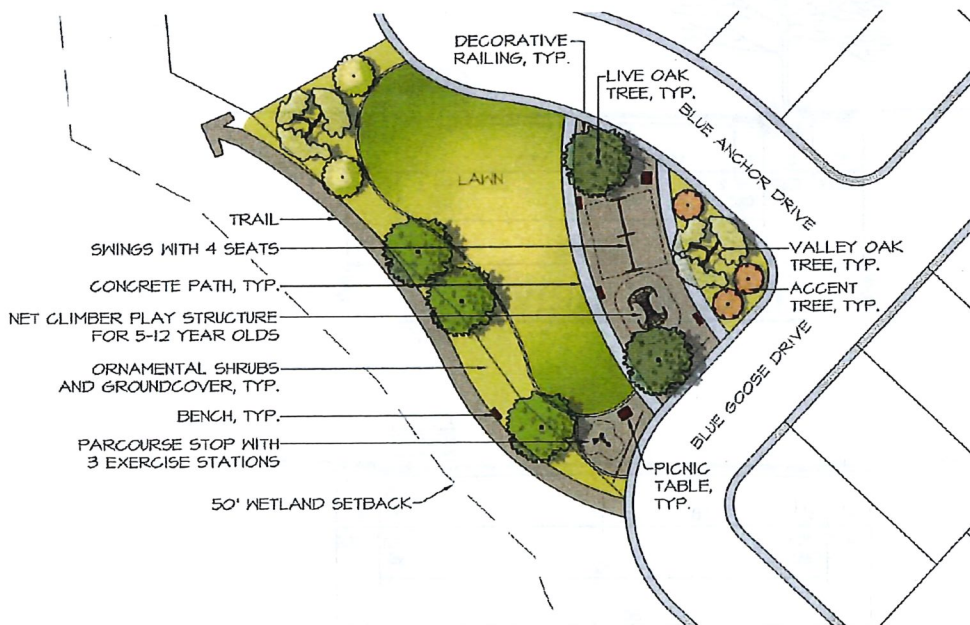 DECORATIVE
RAILING, TYP.
LIVE OAK
TREE, TYP.
BLUE ANCHOR DRIVE
LAWN
TRAIL
SWINGS WITH 4 SEATS
CONCRETE PATH, TYP.
NET CLIMBER PLAY STRUCTURE
FOR 5-12 YEAR OLDS
ORNAMENTAL SHRUBS
AND GROUNDCOVER, TYP.
BENCH, TYP.
PARCOURSE STOP WITH
3 EXERCISE STATIONS
50' WETLAND SETBACK
VALLEY OAK
TREE, TYP.
ACCENT
TREE, TYP.
BLUE GOOSE DRIVE
PICNIC
TABLE,
TYP.